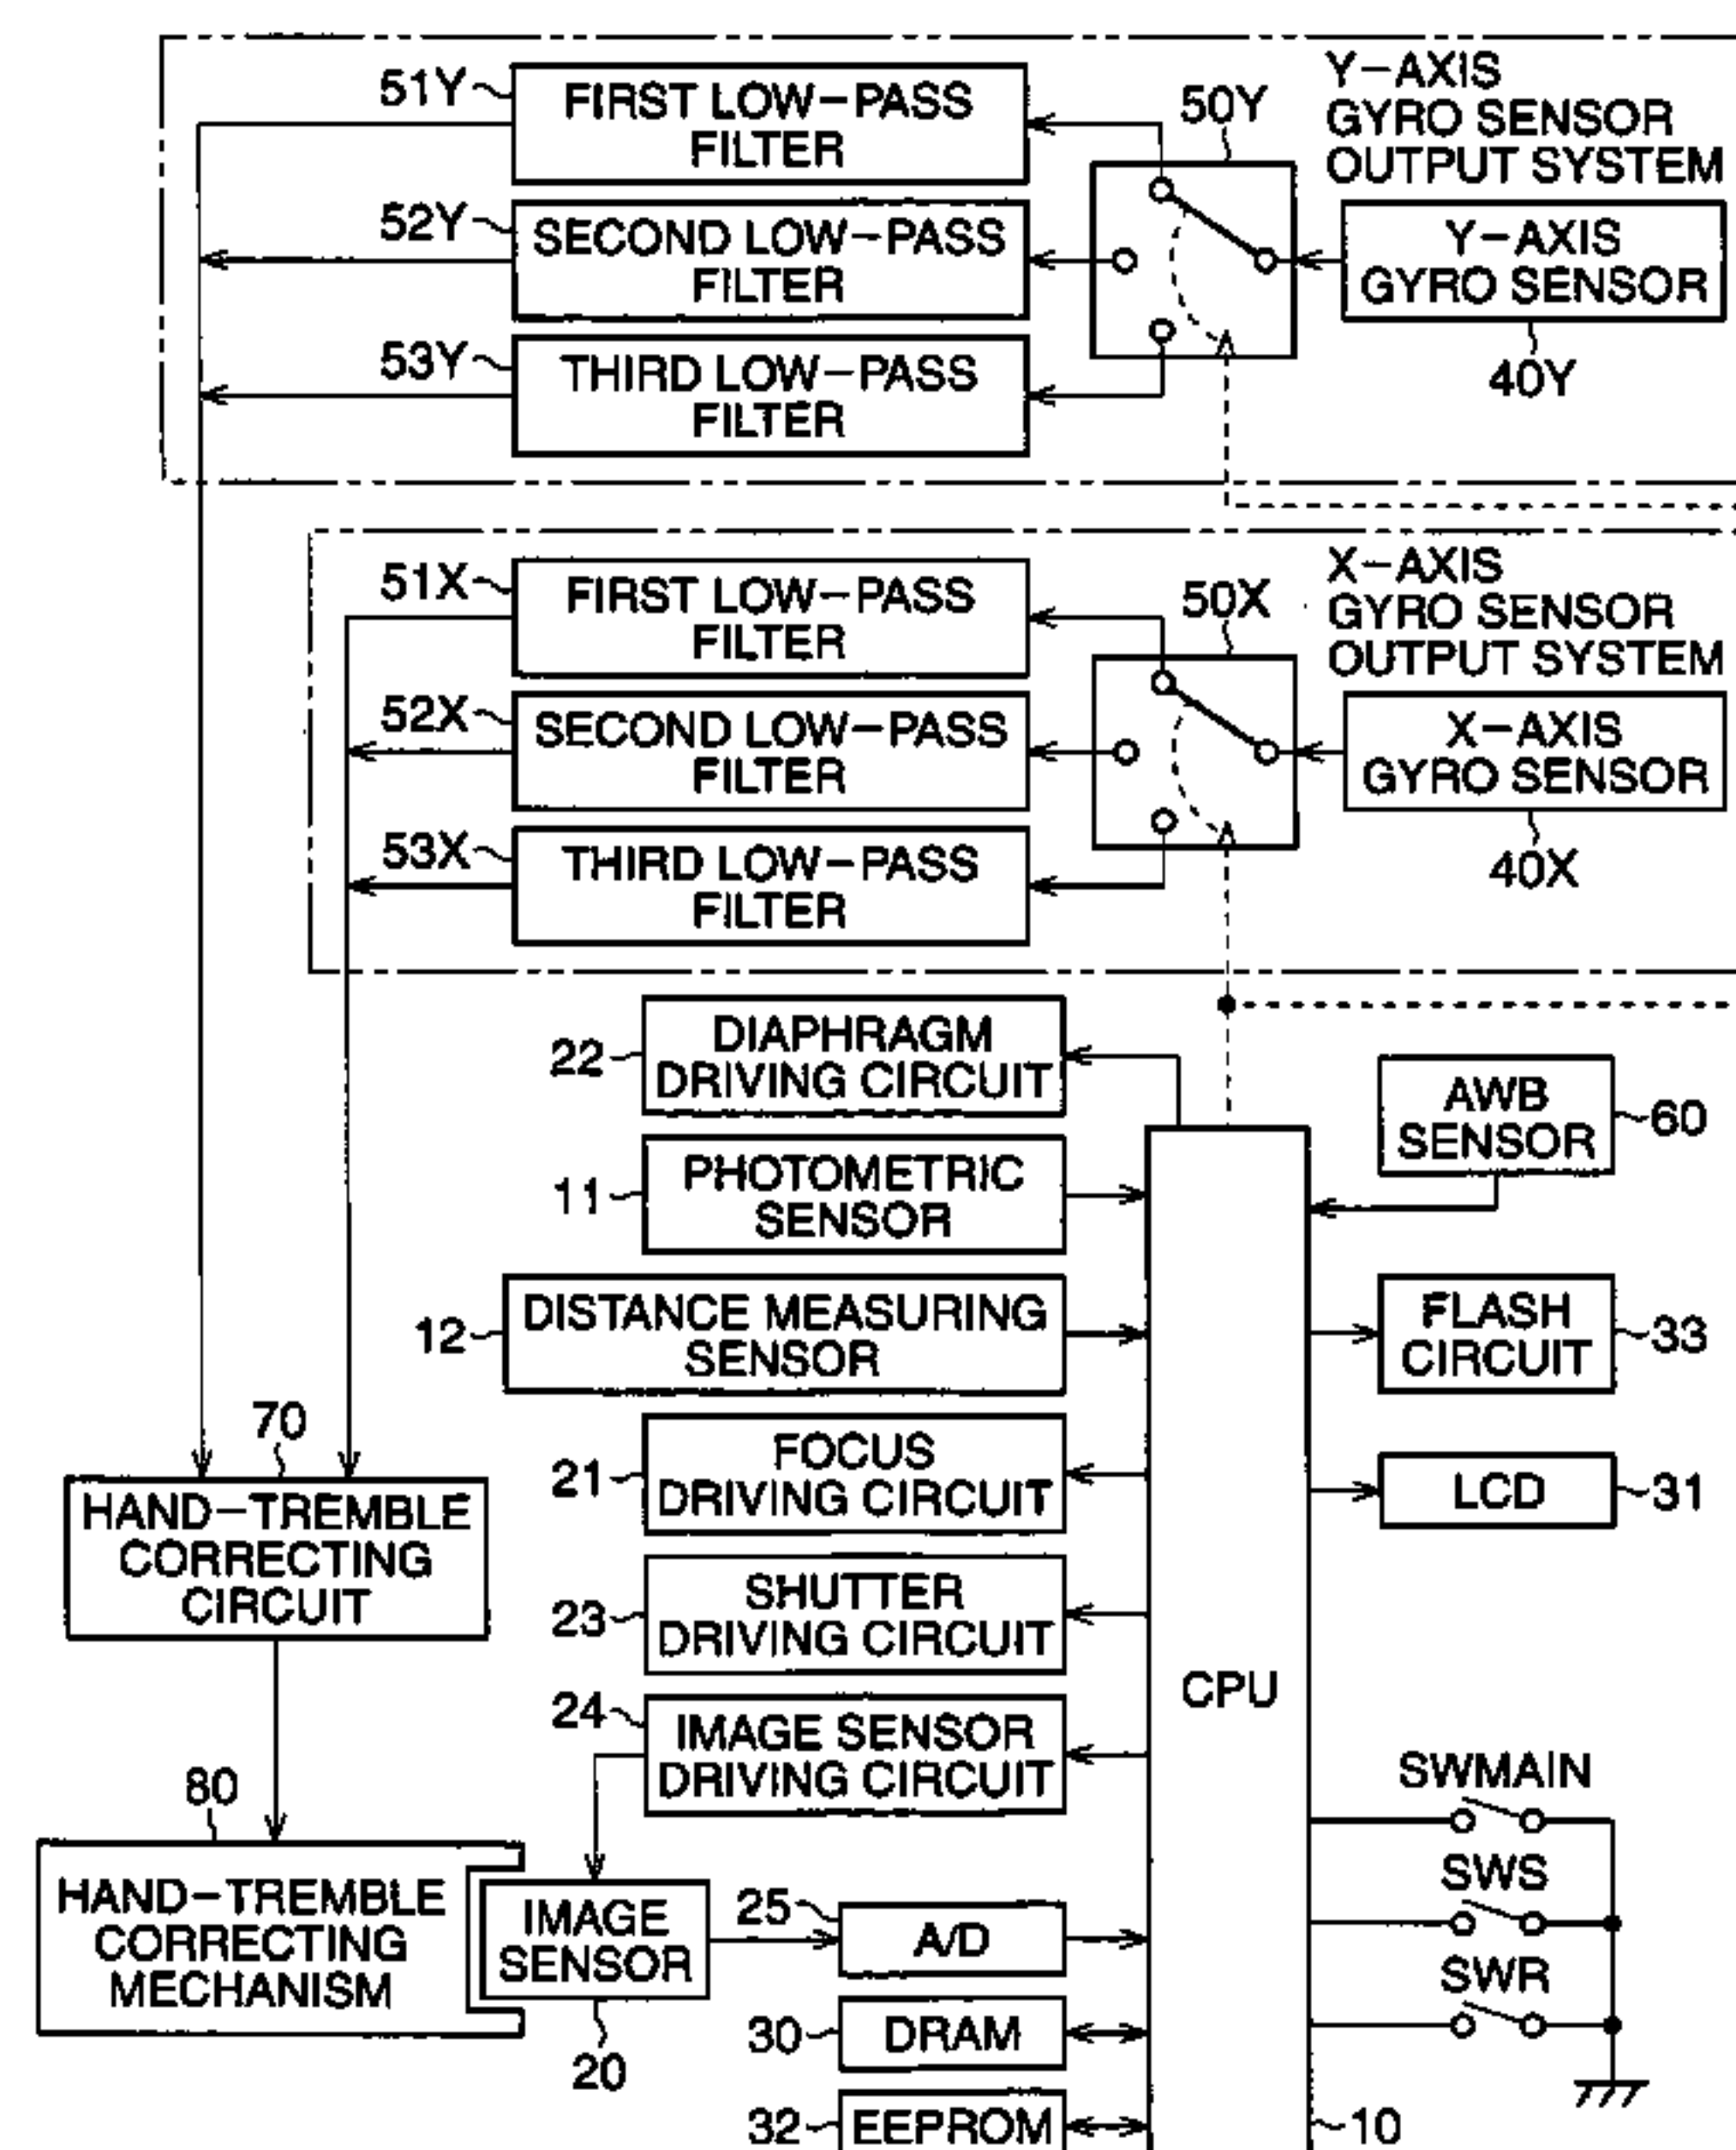 51Y
FIRST LOW-PASS
FILTER
50Y
Y-AXIS
GYRO SENSOR
OUTPUT SYSTEM
52Y
SECOND LOW-PASS
FILTER
Y-AXIS
GYRO SENSOR
53Y
THIRD LOW-PASS
FILTER
40Y
51X
FIRST LOW-PASS
FILTER
50X
X-AXIS
GYRO SENSOR
OUTPUT SYSTEM
52X
SECOND LOW-PASS
FILTER
X-AXIS
GYRO SENSOR
53X
THIRD LOW-PASS
FILTER
40X
22
DIAPHRAGM
DRIVING CIRCUIT
AWB
SENSOR
60
11
PHOTOMETRIC
SENSOR
12
DISTANCE MEASURING
SENSOR
FLASH
CIRCUIT
33
70
HAND-TREMBLE
CORRECTING
CIRCUIT
21
FOCUS
DRIVING CIRCUIT
LCD
31
23
SHUTTER
DRIVING CIRCUIT
CPU
24
IMAGE SENSOR
DRIVING CIRCUIT
SWMAIN
80
HAND-TREMBLE
CORRECTING
MECHANISM
IMAGE
SENSOR
20
25
A/D
SWS
SWR
30
DRAM
32
EEPROM
10